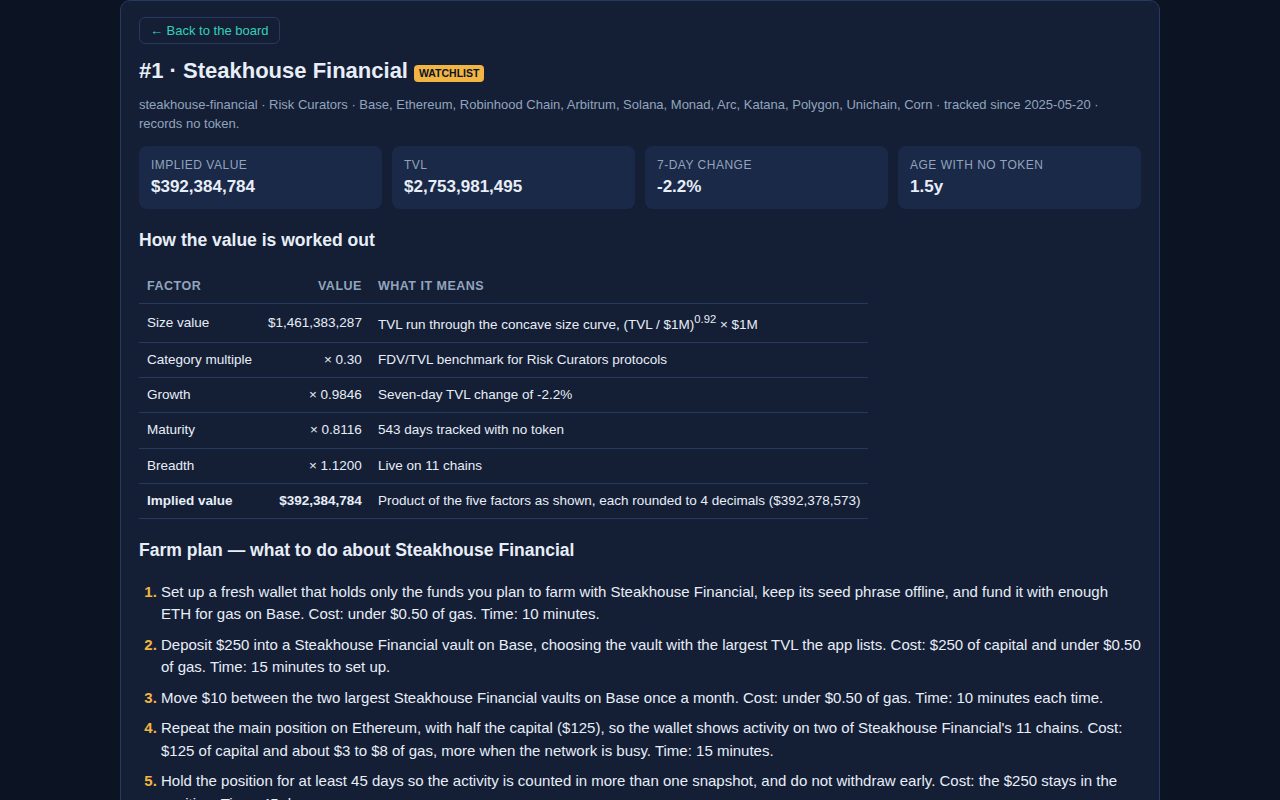 ← Back to the board
#1 · Steakhouse Financial WATCHLIST
steakhouse-financial · Risk Curators · Base, Ethereum, Robinhood Chain, Arbitrum, Solana, Monad, Arc, Katana, Polygon, Unichain, Corn · tracked since 2025-05-20 ·
records no token.
IMPLIED VALUE
$392,384,784
TVL
$2,753,981,495
7-DAY CHANGE
-2.2%
AGE WITH NO TOKEN
1.5y
How the value is worked out
FACTOR VALUE WHAT IT MEANS
Size value $1,461,383,287 TVL run through the concave size curve, (TVL / $1M)0.92 × $1M
Category multiple × 0.30 FDV/TVL benchmark for Risk Curators protocols
Growth × 0.9846 Seven-day TVL change of -2.2%
Maturity × 0.8116 543 days tracked with no token
Breadth × 1.1200 Live on 11 chains
Implied value $392,384,784 Product of the five factors as shown, each rounded to 4 decimals ($392,378,573)
Farm plan — what to do about Steakhouse Financial
1. Set up a fresh wallet that holds only the funds you plan to farm with Steakhouse Financial, keep its seed phrase offline, and fund it with enough
ETH for gas on Base. Cost: under $0.50 of gas. Time: 10 minutes.
2. Deposit $250 into a Steakhouse Financial vault on Base, choosing the vault with the largest TVL the app lists. Cost: $250 of capital and under $0.50
of gas. Time: 15 minutes to set up.
3. Move $10 between the two largest Steakhouse Financial vaults on Base once a month. Cost: under $0.50 of gas. Time: 10 minutes each time.
4. Repeat the main position on Ethereum, with half the capital ($125), so the wallet shows activity on two of Steakhouse Financial's 11 chains. Cost:
$125 of capital and about $3 to $8 of gas, more when the network is busy. Time: 15 minutes.
5. Hold the position for at least 45 days so the activity is counted in more than one snapshot, and do not withdraw early. Cost: the $250 stays in the